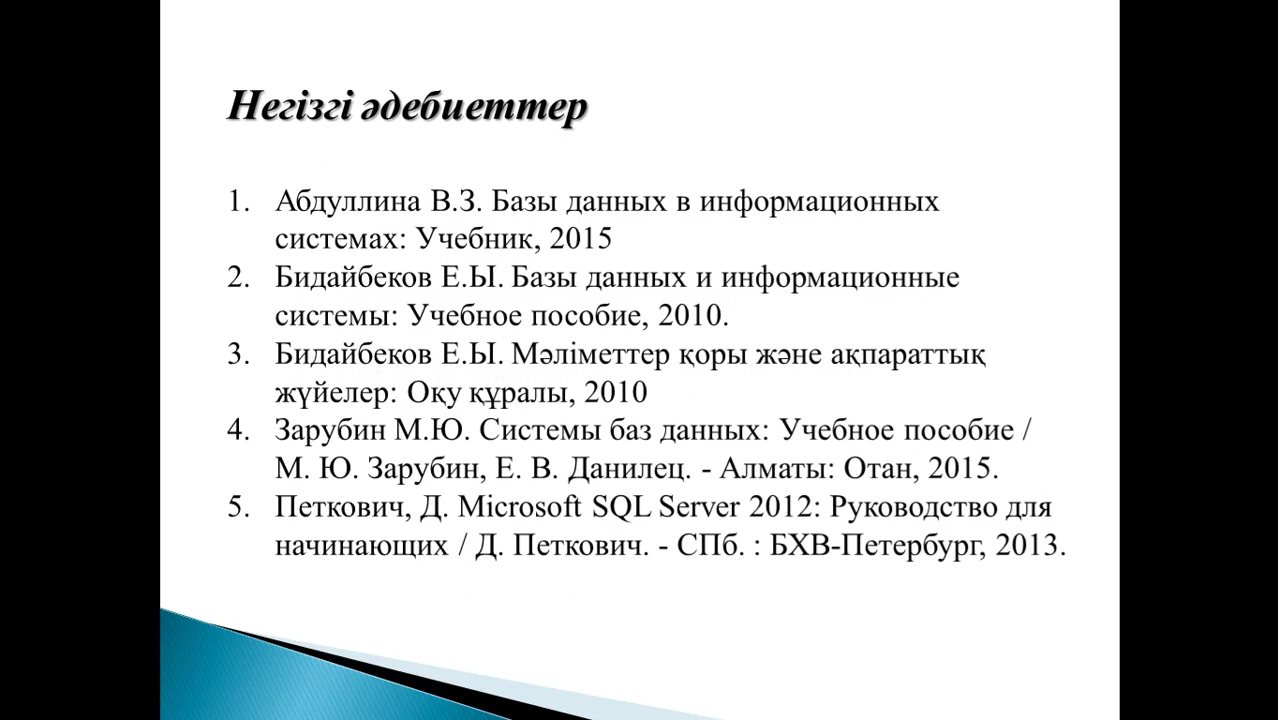 Негізгі әдебиеттер
1. Абдуллина В.З. Базы данных в информационных
системах: Учебник, 2015
2. Бидайбеков Е.Ы. Базы данных и информационные
системы: Учебное пособие, 2010.
3. Бидайбеков Е.Ы. Мәліметтер қоры және ақпараттық
жүйелер: Оқу құралы, 2010
4. Зарубин М.Ю. Системы баз данных: Учебное пособие /
М. Ю. Зарубин, Е. В. Данилец. - Алматы: Отан, 2015.
5. Петкович, Д. Microsoft SQL Server 2012: Руководство для
начинающих / Д. Петкович. - СПб. : БХВ-Петербург, 2013.